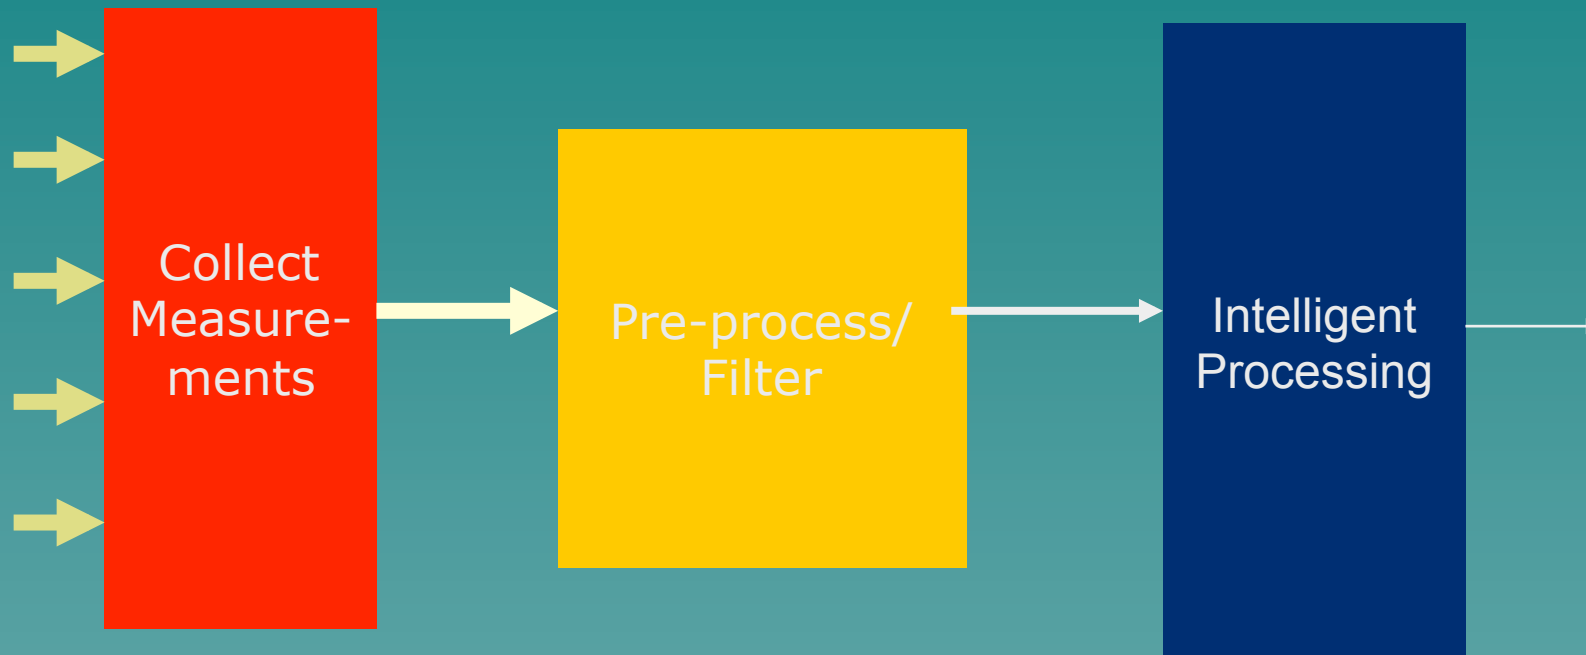 Collect
Measure-
ments
Pre-process/
Filter
Intelligent
Processing